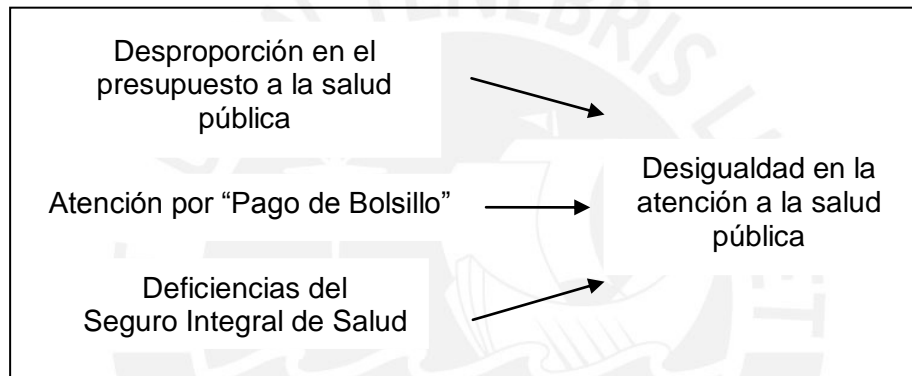 Desproporción en el
presupuesto a la salud
pública
Atención por “Pago de Bolsillo”
Deficiencias del
Seguro Integral de Salud
Desigualdad en la
atención a la salud
pública